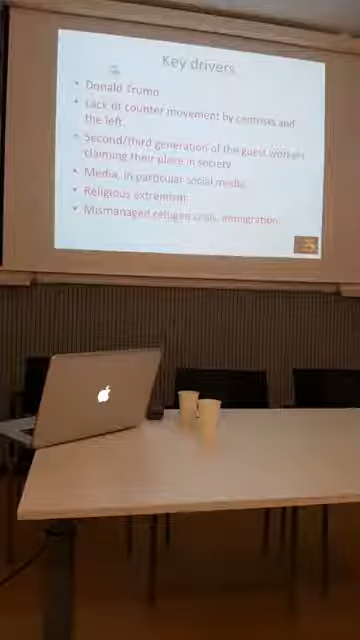 Key drivers
• Donald Trump
• Lack of counter movement by centrists and
the left.
• Second/third generation of the guest workers
claiming their place in society
• Media, in particular social media
• Religious extremism
• Mismanaged refugee crisis, immigration